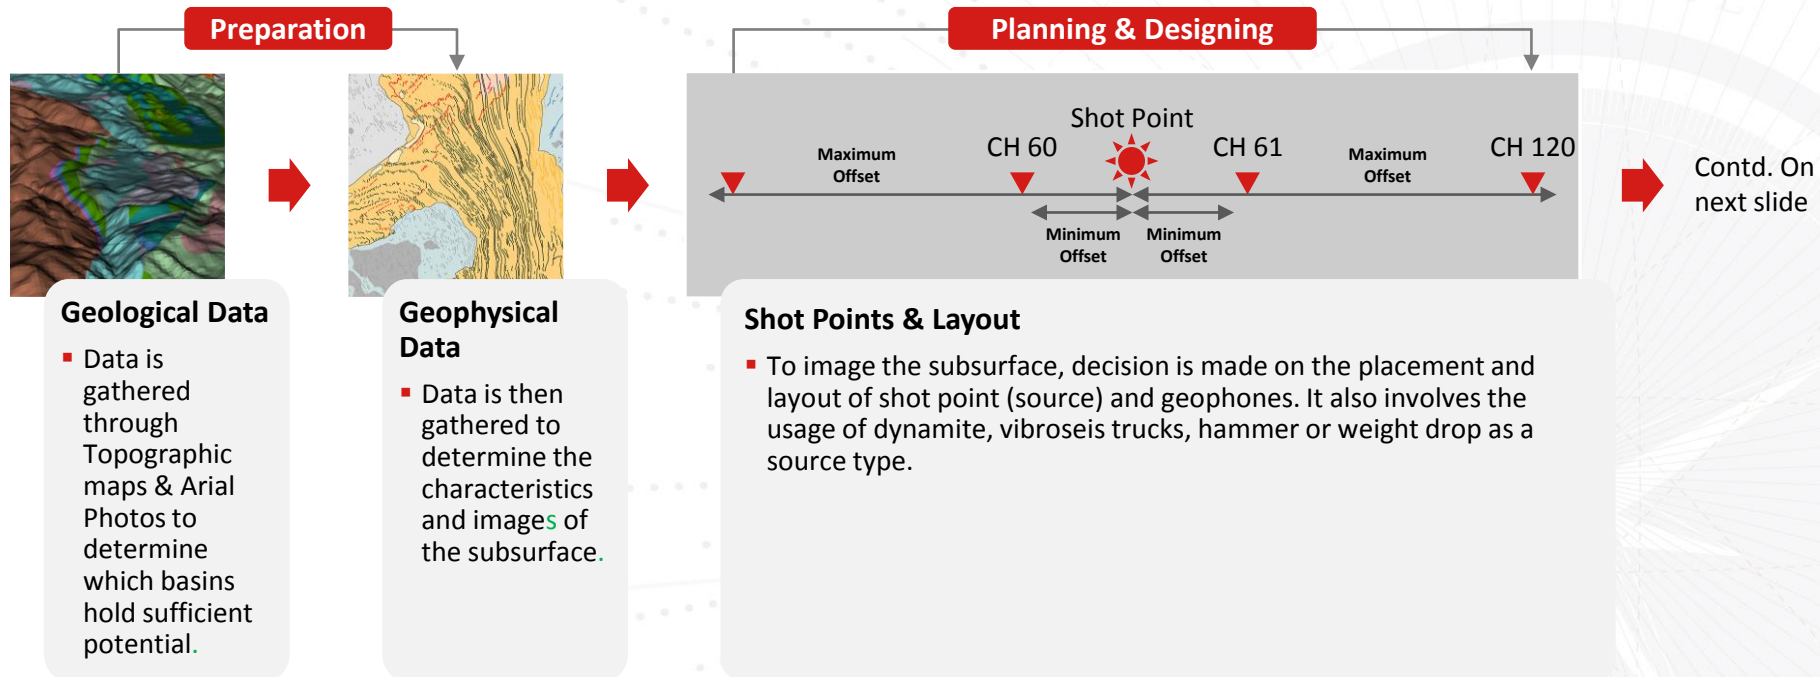 Preparation
Planning & Designing
Shot Point
CH 60
CH 61
CH 120
Maximum
Offset
Maximum
Offset
Minimum
Offset
Minimum
Offset
Contd. On
next slide
Geological Data
▪ Data is
gathered
through
Topographic
maps & Arial
Photos to
determine
which basins
hold sufficient
potential.
Geophysical
Data
▪ Data is then
gathered to
determine the
characteristics
and images of
the subsurface.
Shot Points & Layout
▪ To image the subsurface, decision is made on the placement and
layout of shot point (source) and geophones. It also involves the
usage of dynamite, vibroseis trucks, hammer or weight drop as a
source type.